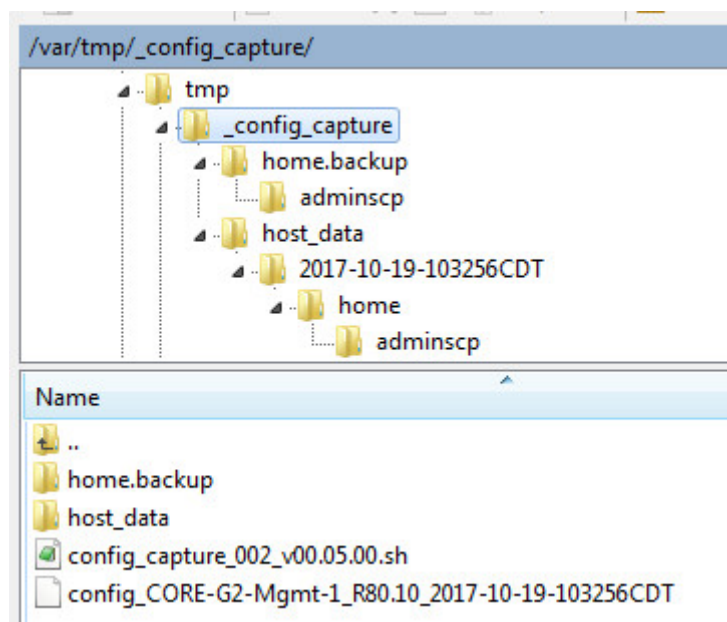 /var/tmp/_config_capture/
tmp
_config_capture
home.backup
adminscp
host_data
2017-10-19-103256CDT
home
adminscp
Name
..
home.backup
host_data
config_capture_002_v00.05.00.sh
config_CORE-G2-Mgmt-1_R80.10_2017-10-19-103256CDT